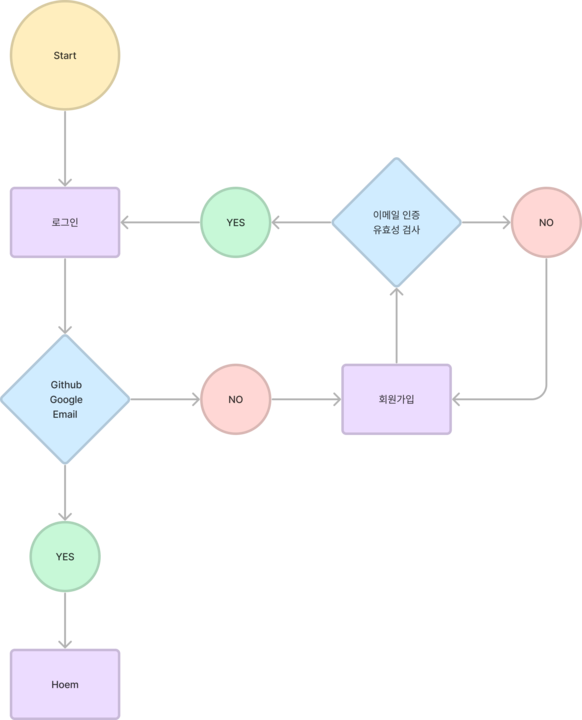 Start
로그인
YES
이메일 인증
유효성 검사
NO
Github
Google
Email
NO
회원가입
YES
Hoem